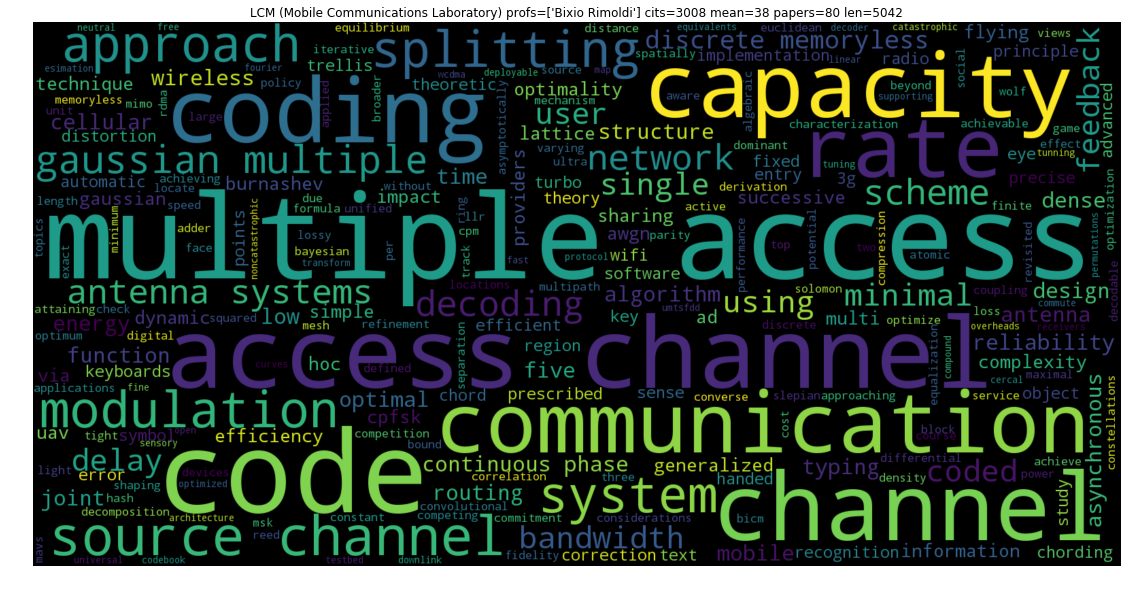 LCM (Mobile Communications Laboratory) profs=['Bixio Rimoldi'] cits=3008 mean=38 papers=80 len=5042
neutral free equilibrium distance equivalents euclidean decoder catastrophic
approach splitting discrete memoryless flying views
esimation fourier iterative spatially implementation linear radio principle
technique wireless policy trellis theoretic deployable source map social feedback
memoryless mimo rdma coding broader asymptotically optimality mechanism aware algebraic capacity beyond supporting wolf
unit cellular large applied user characterization achievable game advanced
distortion lattice structure varying dominant rate effect
gaussian multiple ultra network fixed tuning eye tunning
automatic achieving burnashev time turbo single entry 3g precise optimization
length gaussian locate without impact providers theory derivation successive scheme finite dense
speed due formula unified ring llr sharing active
topics minimum adder points lossy cpm awgn parity performance top potential two compression revisited permutations
exact face noncatastrophic bayesian transform per track fast protocol wifi software atomic
multiple access
antenna systems locations multipath algorithm using solomon minimal coupling design decodable
attaining check simple decoding umtsfdd loss commute
energy dynamic squared low mesh refinement efficient key ad multi optimize antenna overheads
optimum digital separation region discrete equalization reliability receivers
function access channel compound complexity
via keyboards curves defined hoc five
applications fine optimal chord prescribed sense converse slepian approaching cercal maximal service object
modulation cpfsk communication cost block course asynchronous constellations
uav tight symbol open efficiency competition
delay sensory bound correlation three differential achieve
light error devices code continuous phase generalized typing handed density coded power
joint hash shaping optimized routing system channel study
decomposition architecture constant convolutional competing commitment considerations bicm
mavs source channel msk reed bandwidth
universal codebook testbed downlink fidelity correction text mobile recognition information chording